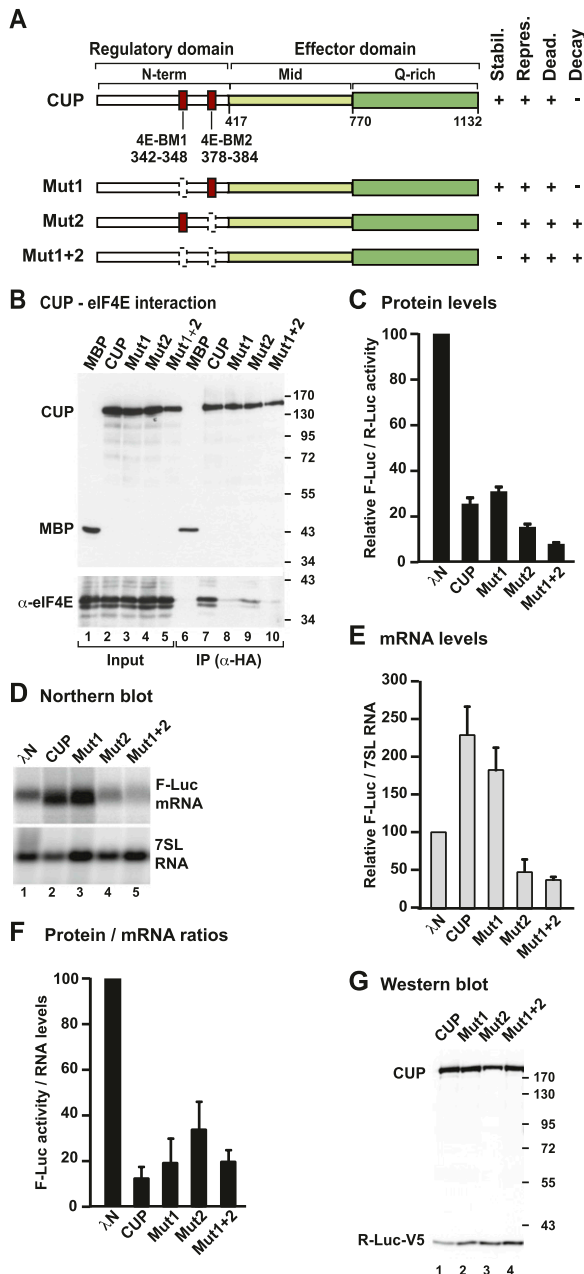 A
Regulatory domain
Effector domain
N-term
Mid
Q-rich
Stabil.
Repres.
Dead.
Decay
CUP
+ + + -
417
770
1132
4E-BM1
342-348
4E-BM2
378-384
Mut1
+ + + -
Mut2
- + + +
Mut1+2
- + + +
B CUP - eIF4E interaction
MBP
CUP
Mut1
Mut2
Mut1+2
MBP
CUP
Mut1
Mut2
Mut1+2
CUP
MBP
170
130
95
72
55
43
34
α-eIF4E
43
34
1 2 3 4 5 6 7 8 9 10
Input
IP (α-HA)
C Protein levels
Relative F-Luc / R-Luc activity
100
80
60
40
20
0
λN
CUP
Mut1
Mut2
Mut1+2
D Northern blot
λN
CUP
Mut1
Mut2
Mut1+2
F-Luc
mRNA
7SL
RNA
1 2 3 4 5
E mRNA levels
Relative F-Luc / 7SL RNA
300
250
200
150
100
50
0
λN
CUP
Mut1
Mut2
Mut1+2
F Protein / mRNA ratios
F-Luc activity / RNA levels
100
80
60
40
20
0
λN
CUP
Mut1
Mut2
Mut1+2
G Western blot
CUP
Mut1
Mut2
Mut1+2
CUP
170
130
95
72
55
43
R-Luc-V5
1 2 3 4